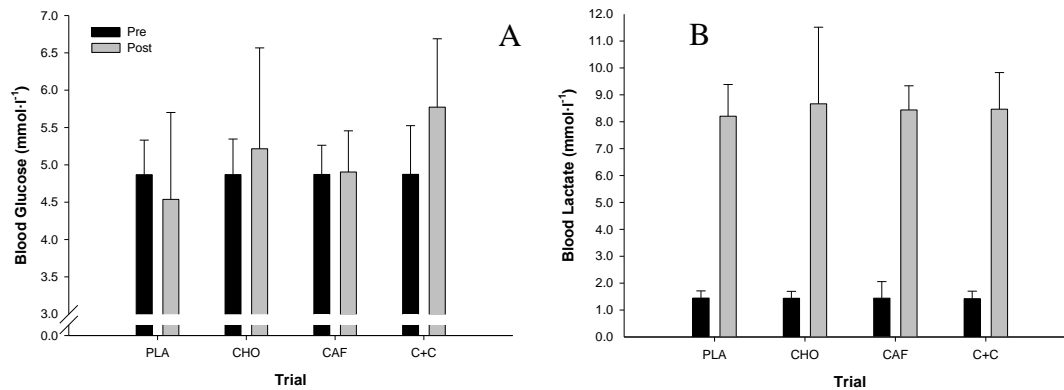 A
Pre
Post
Blood Glucose (mmol·l⁻¹)
7.0
6.5
6.0
5.5
5.0
4.5
4.0
3.5
3.0
0.0
PLA CHO CAF C+C
Trial
B
Blood Lactate (mmol·l⁻¹)
12.0
11.0
10.0
9.0
8.0
7.0
6.0
5.0
4.0
3.0
2.0
1.0
0.0
PLA CHO CAF C+C
Trial